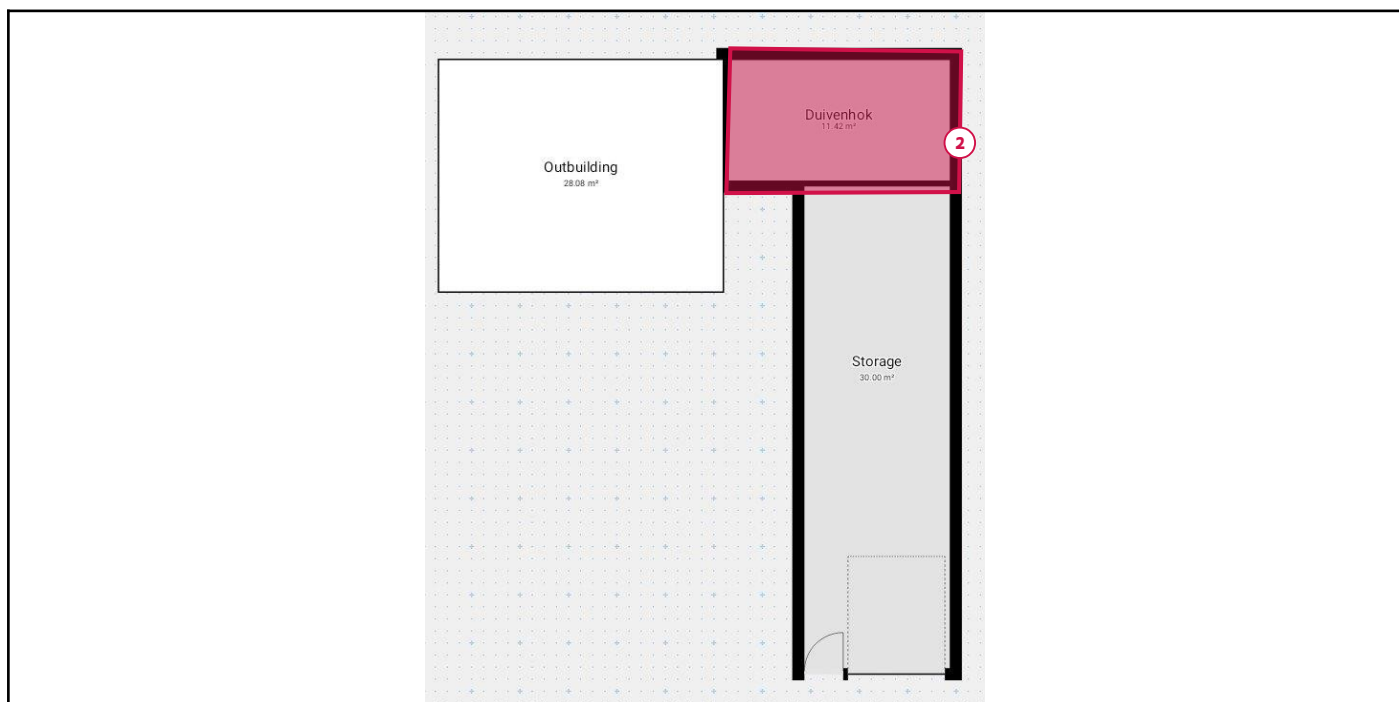 Duivenhok
11.42 m²
2
Outbuilding
28.08 m²
Storage
30.00 m²